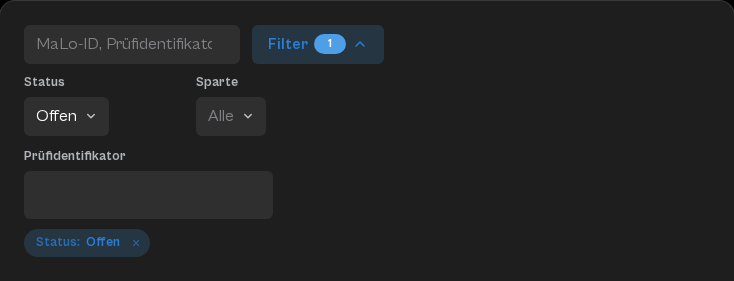 MaLo-ID, Prüfidentifikato Filter 1
Status Sparte
Offen Alle
Prüfidentifikator
Status: Offen ×